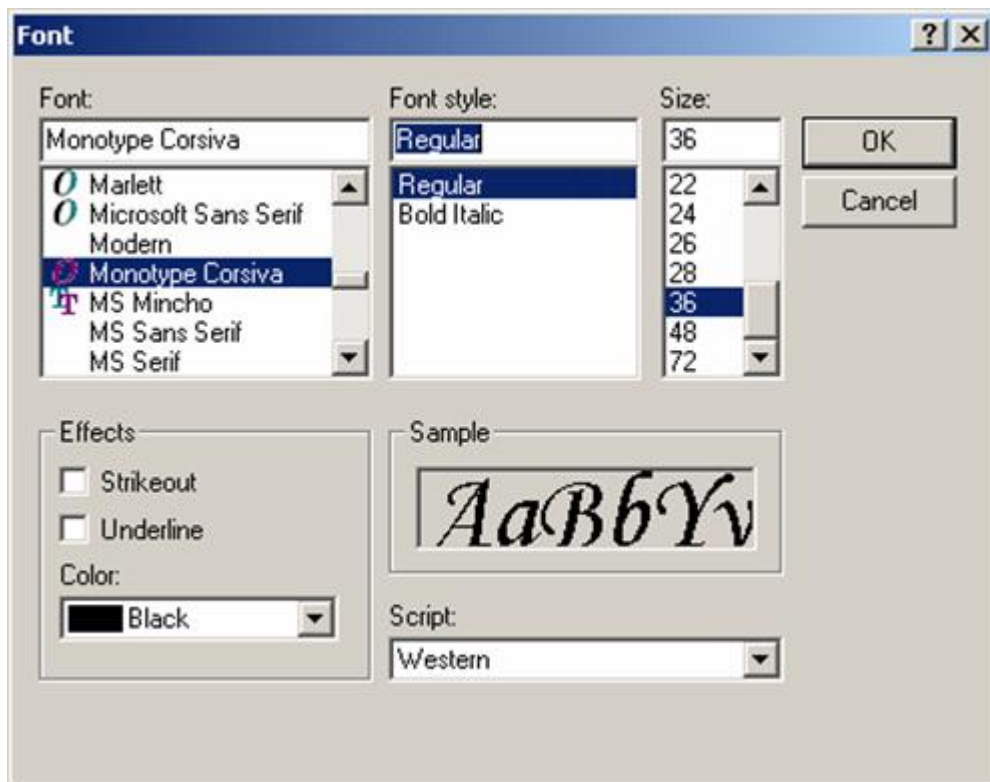 Font
Font: Font style: Size:
Monotype Corsiva Regular 36 OK
Marlett Regular 22 Cancel
Microsoft Sans Serif Bold Italic 24
Modern 26
Monotype Corsiva 28
MS Mincho 36
MS Sans Serif 48
MS Serif 72
Effects Sample
Strikeout AaBbYy
Underline
Color:
Black Script:
Western